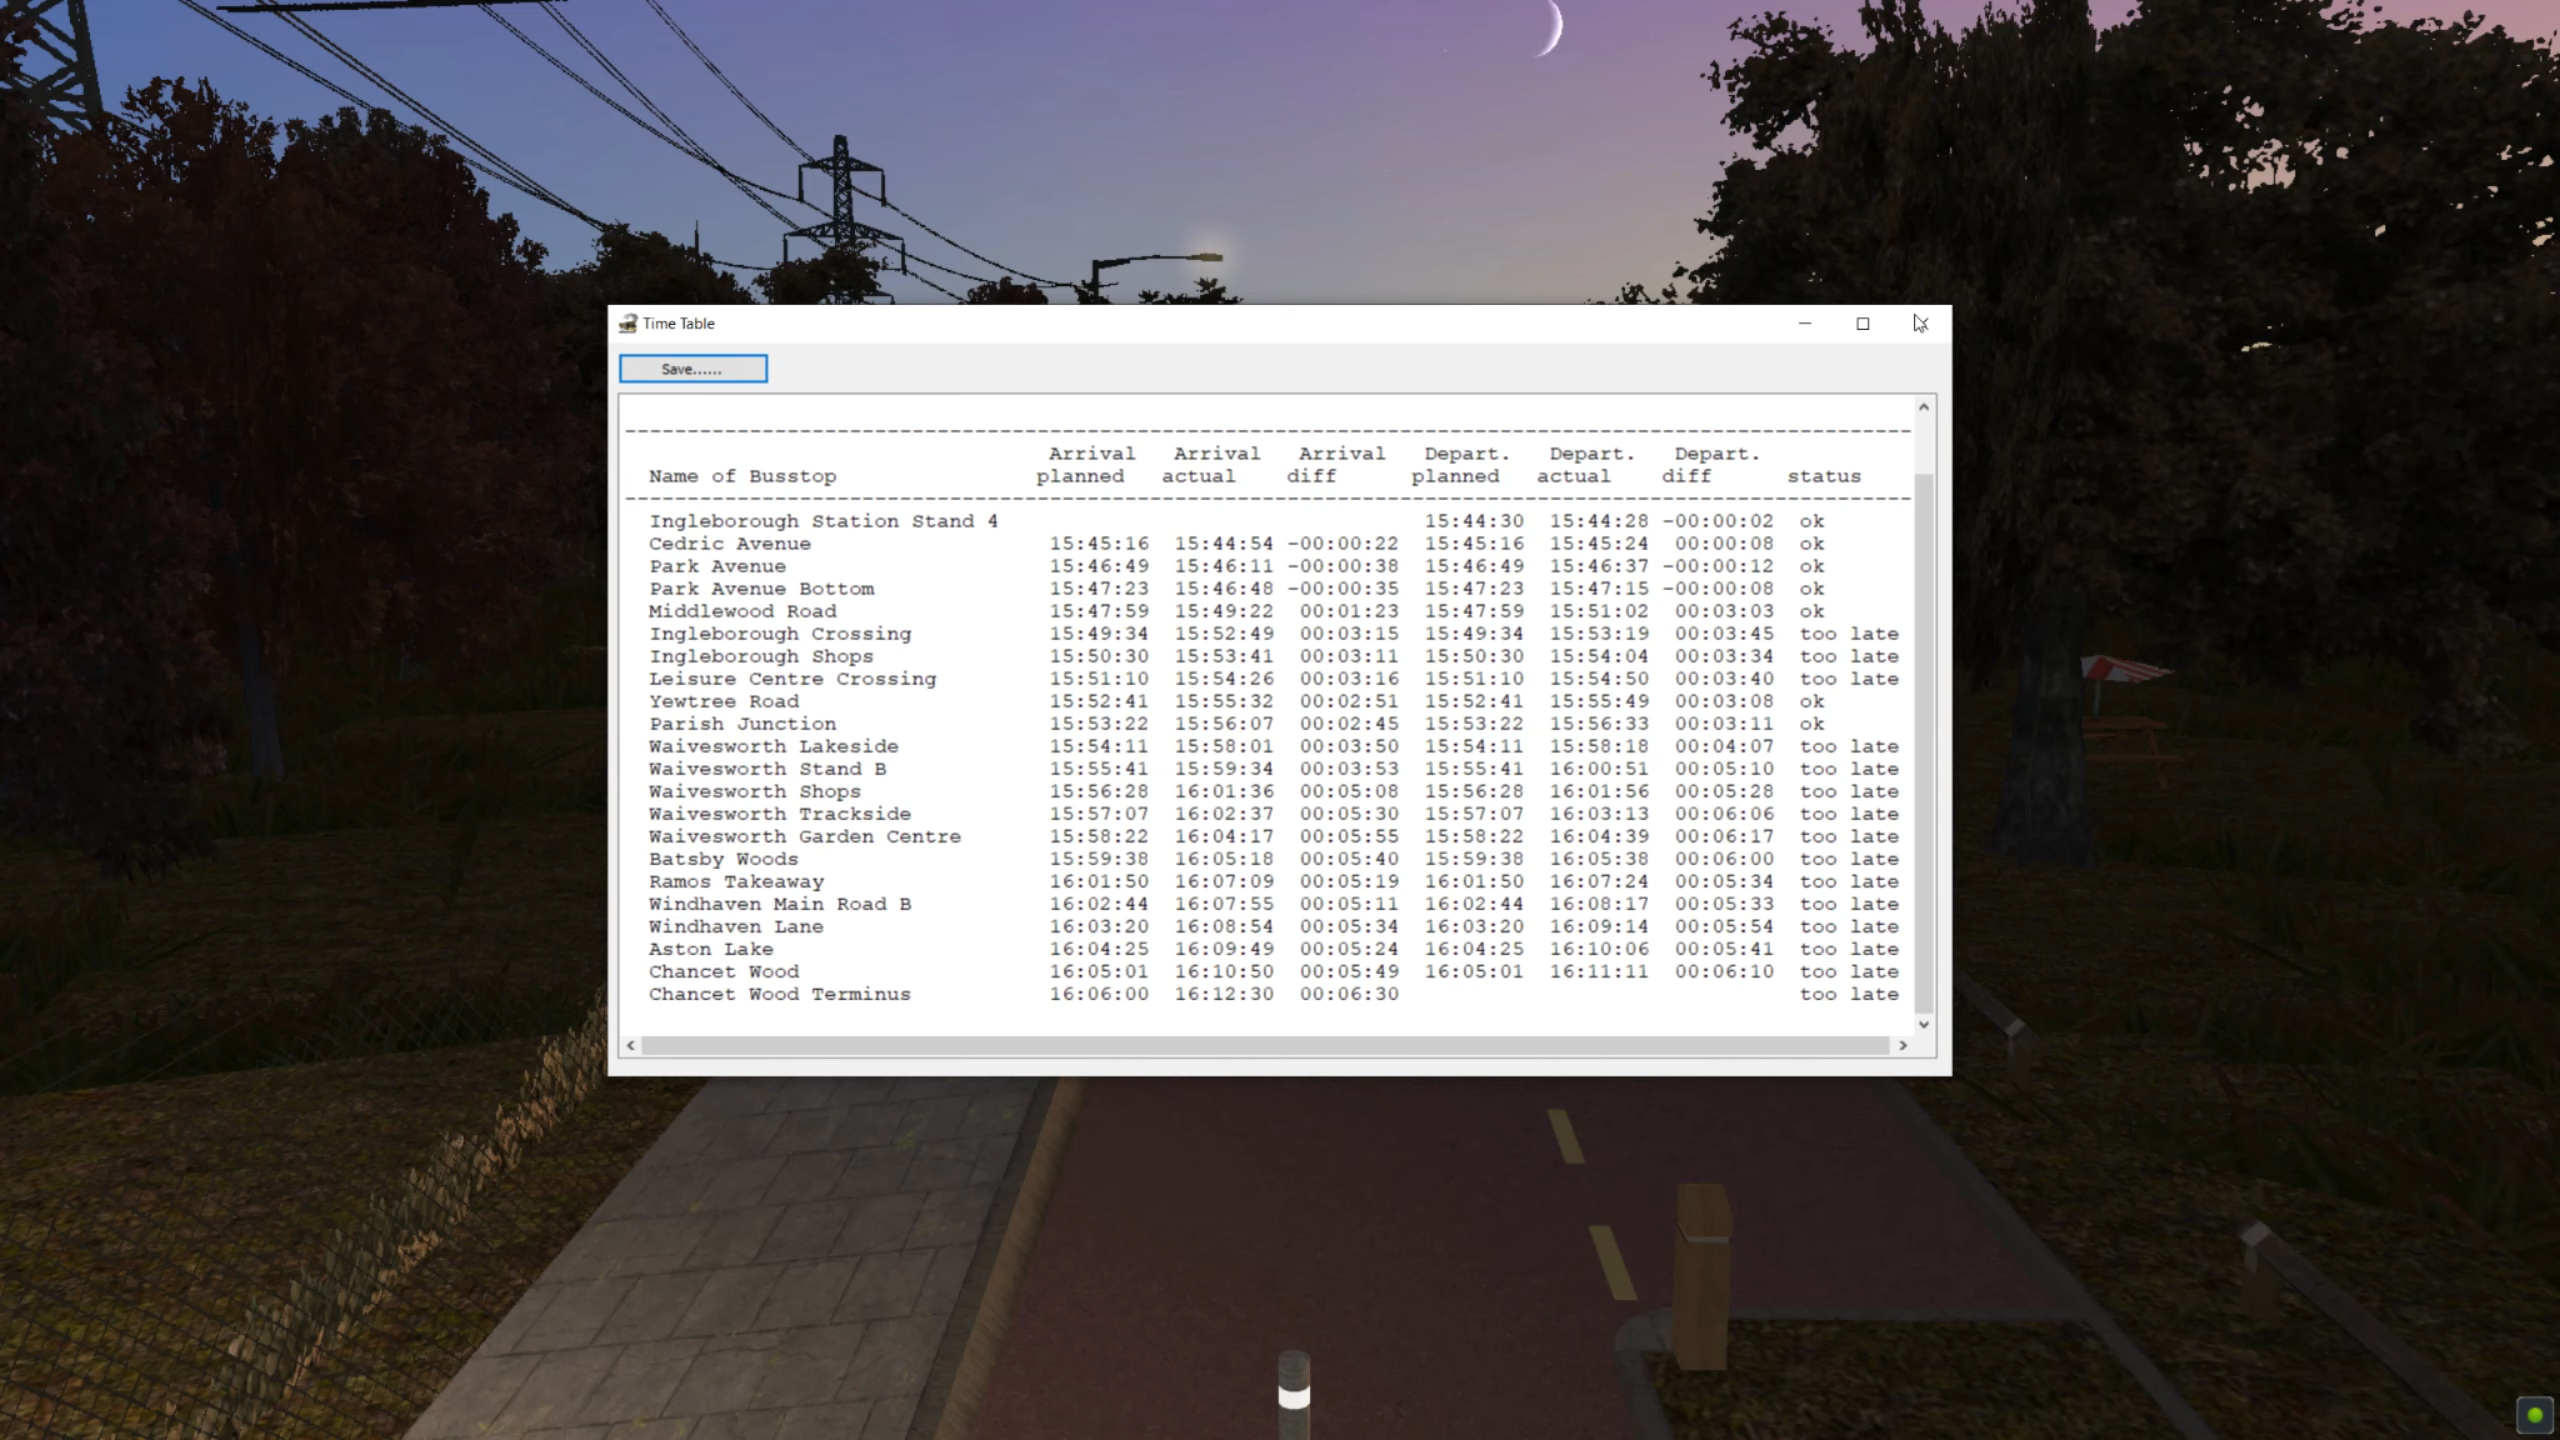 Time Table
Save......
Arrival Arrival Arrival Depart. Depart. Depart.
Name of Busstop planned actual diff planned actual diff status
Ingleborough Station Stand 4 15:44:30 15:44:28 -00:00:02 ok
Cedric Avenue 15:45:16 15:44:54 -00:00:22 15:45:16 15:45:24 00:00:08 ok
Park Avenue 15:46:49 15:46:11 -00:00:38 15:46:49 15:46:37 -00:00:12 ok
Park Avenue Bottom 15:47:23 15:46:48 -00:00:35 15:47:23 15:47:15 -00:00:08 ok
Middlewood Road 15:47:59 15:49:22 00:01:23 15:47:59 15:51:02 00:03:03 ok
Ingleborough Crossing 15:49:34 15:52:49 00:03:15 15:49:34 15:53:19 00:03:45 too late
Ingleborough Shops 15:50:30 15:53:41 00:03:11 15:50:30 15:54:04 00:03:34 too late
Leisure Centre Crossing 15:51:10 15:54:26 00:03:16 15:51:10 15:54:50 00:03:40 too late
Yewtree Road 15:52:41 15:55:32 00:02:51 15:52:41 15:55:49 00:03:08 ok
Parish Junction 15:53:22 15:56:07 00:02:45 15:53:22 15:56:33 00:03:11 ok
Waivesworth Lakeside 15:54:11 15:58:01 00:03:50 15:54:11 15:58:18 00:04:07 too late
Waivesworth Stand B 15:55:41 15:59:34 00:03:53 15:55:41 16:00:51 00:05:10 too late
Waivesworth Shops 15:56:28 16:01:36 00:05:08 15:56:28 16:01:56 00:05:28 too late
Waivesworth Trackside 15:57:07 16:02:37 00:05:30 15:57:07 16:03:13 00:06:06 too late
Waivesworth Garden Centre 15:58:22 16:04:17 00:05:55 15:58:22 16:04:39 00:06:17 too late
Batsby Woods 15:59:38 16:05:18 00:05:40 15:59:38 16:05:38 00:06:00 too late
Ramos Takeaway 16:01:50 16:07:09 00:05:19 16:01:50 16:07:24 00:05:34 too late
Windhaven Main Road B 16:02:44 16:07:55 00:05:11 16:02:44 16:08:17 00:05:33 too late
Windhaven Lane 16:03:20 16:08:54 00:05:34 16:03:20 16:09:14 00:05:54 too late
Aston Lake 16:04:25 16:09:49 00:05:24 16:04:25 16:10:06 00:05:41 too late
Chancet Wood 16:05:01 16:10:50 00:05:49 16:05:01 16:11:11 00:06:10 too late
Chancet Wood Terminus 16:06:00 16:12:30 00:06:30 too late